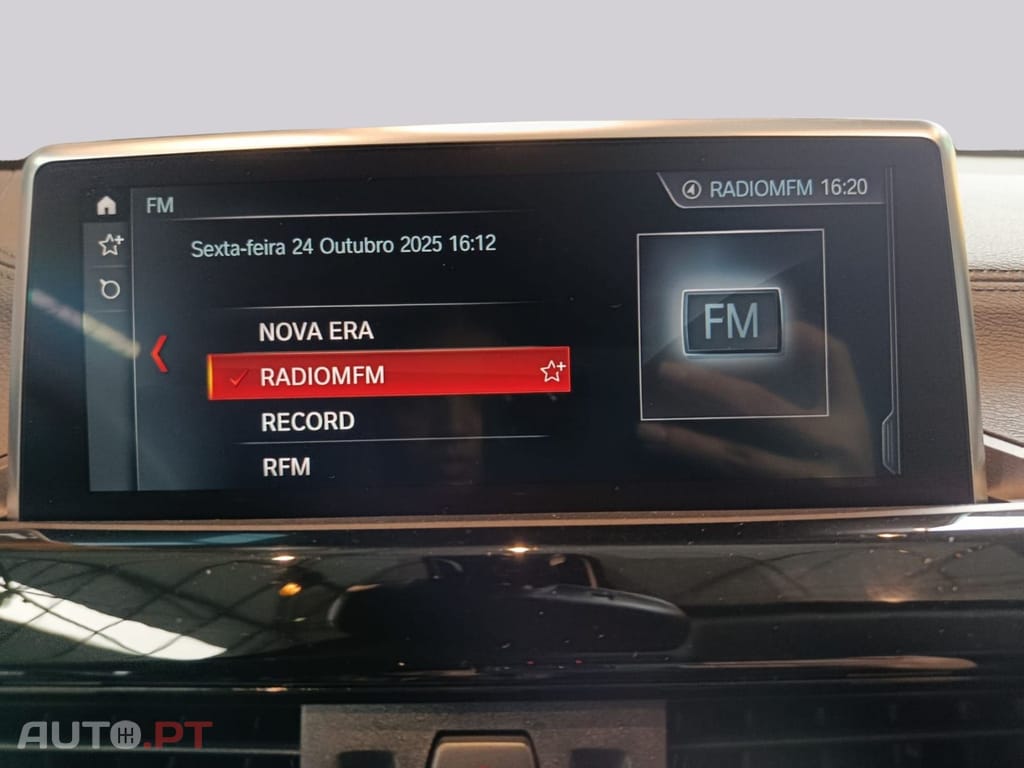 FM
RADIOMFM 16:20
Sexta-feira 24 Outubro 2025 16:12
NOVA ERA
RADIOMFM
RECORD
RFM
FM
AUTO.PT